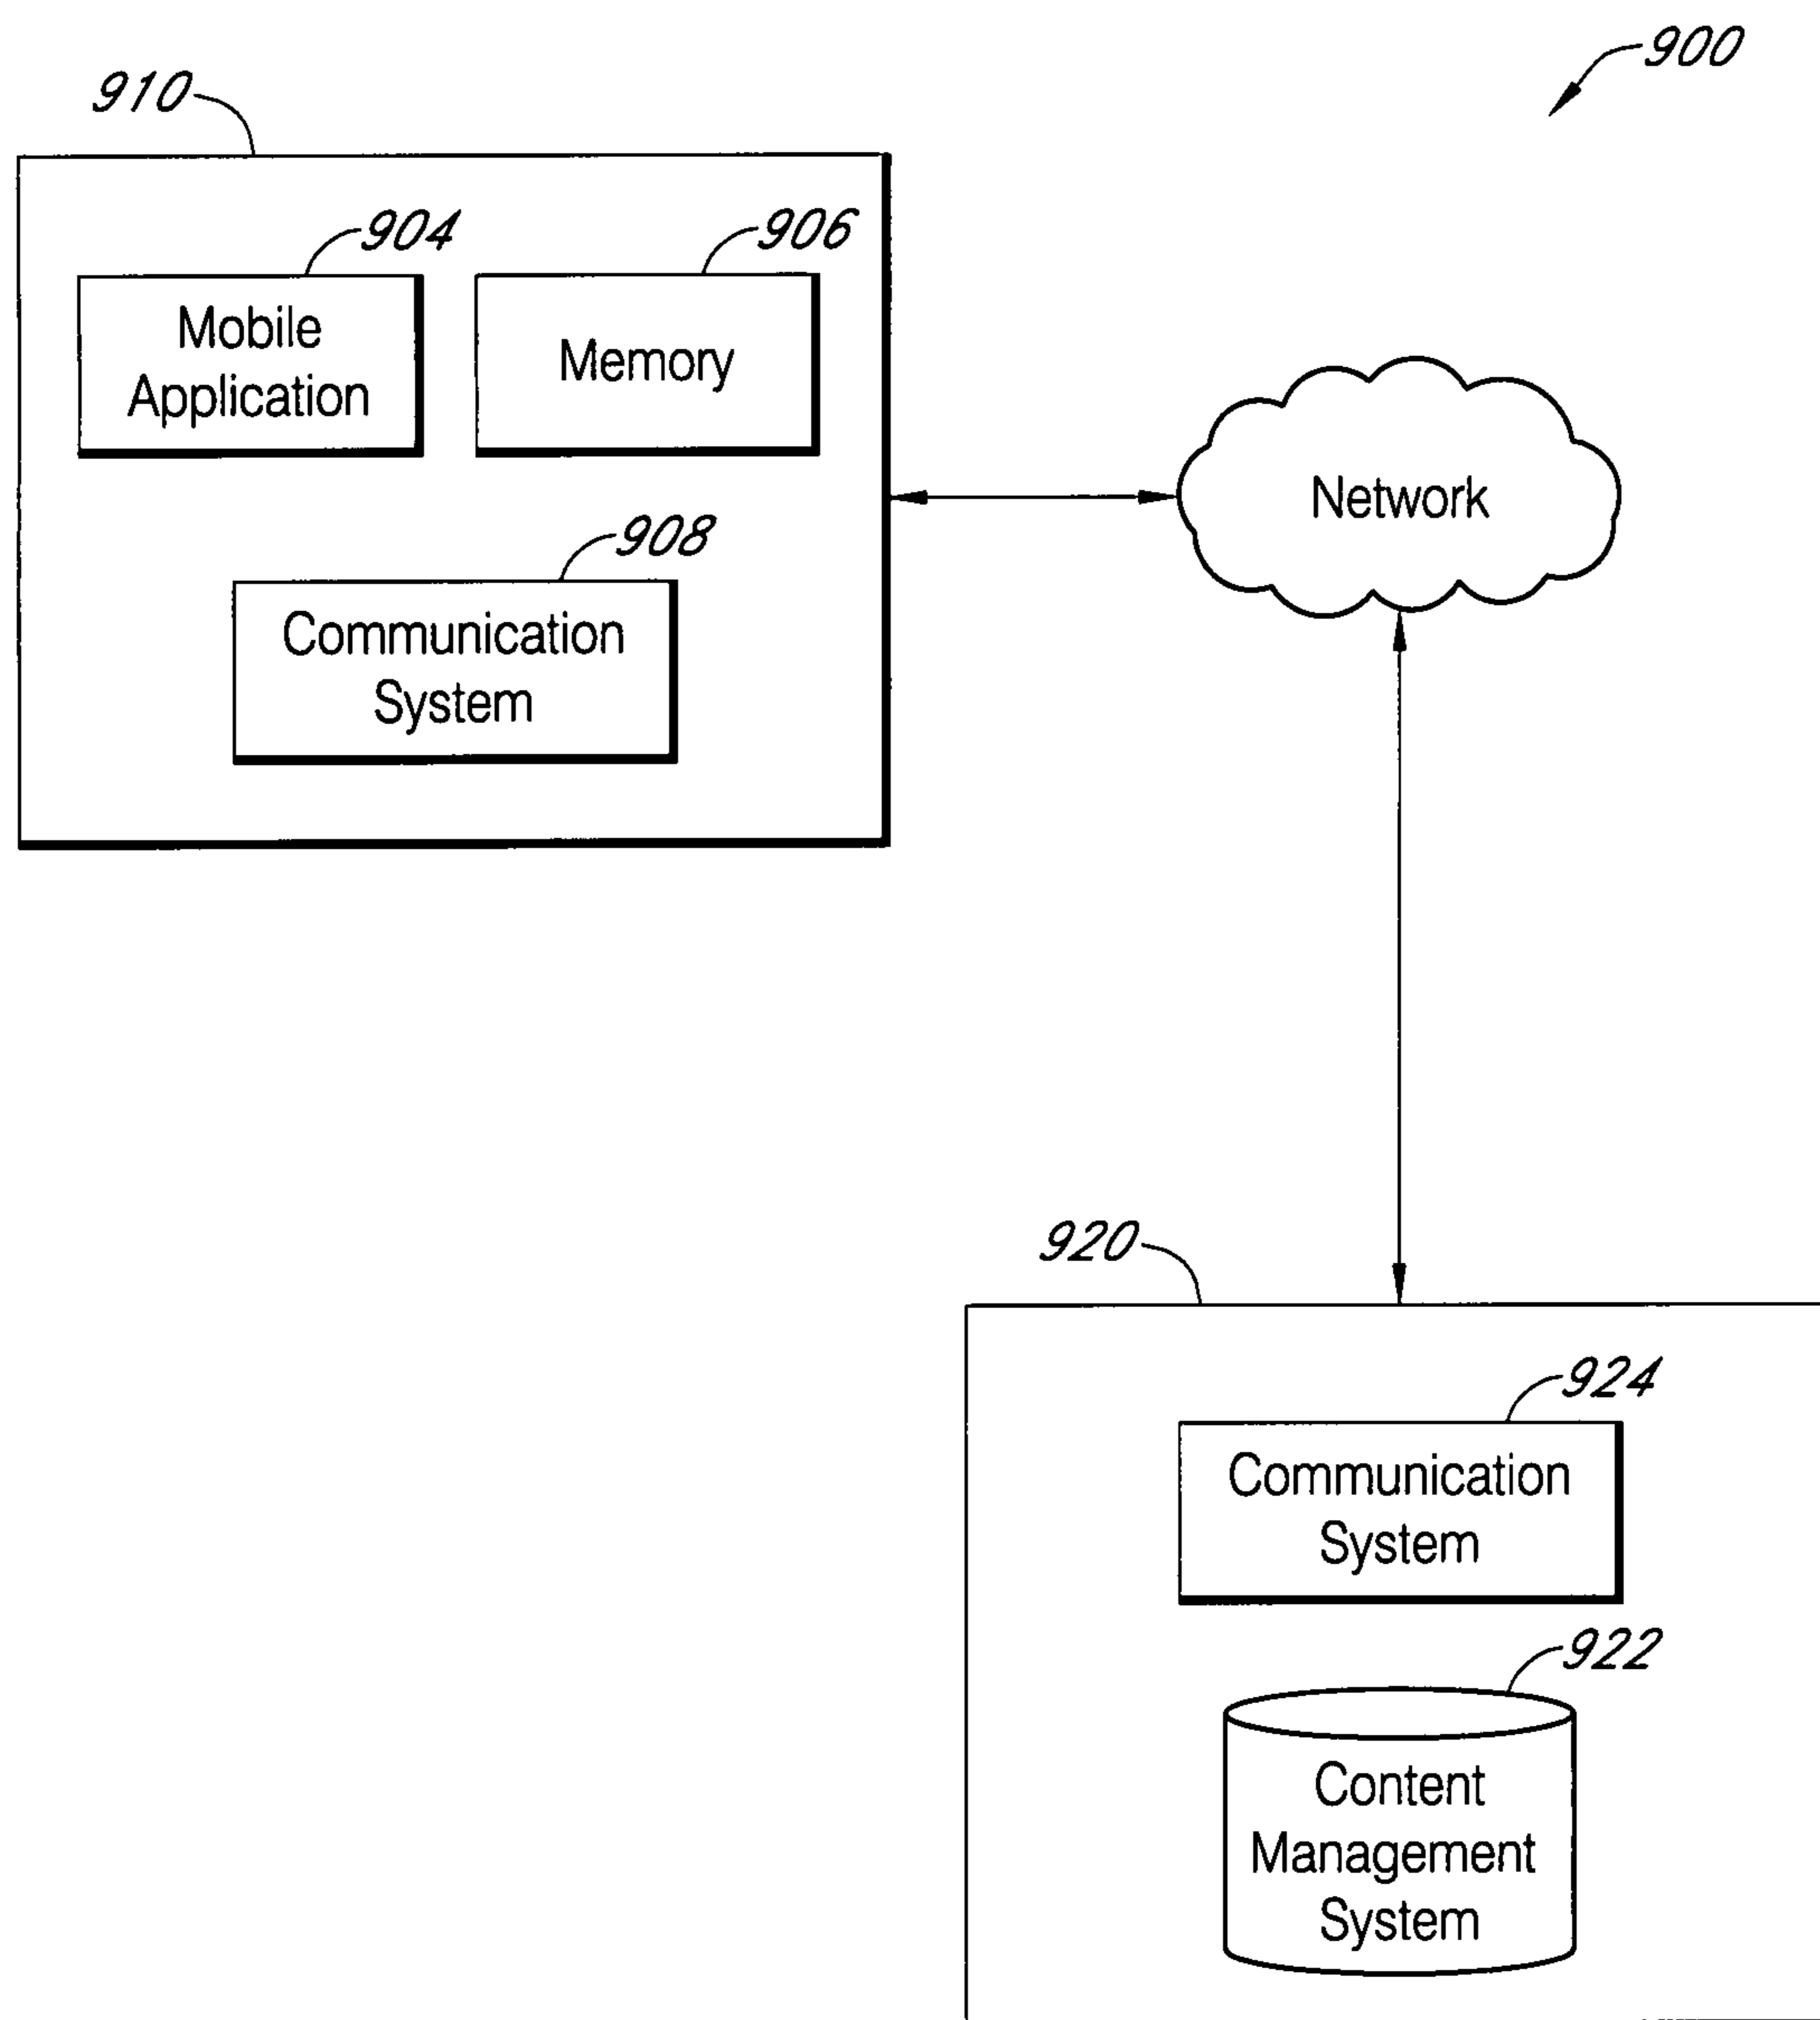 900
910
904
906
Mobile
Application
Memory
Network
908
Communication
System
920
924
Communication
System
922
Content
Management
System